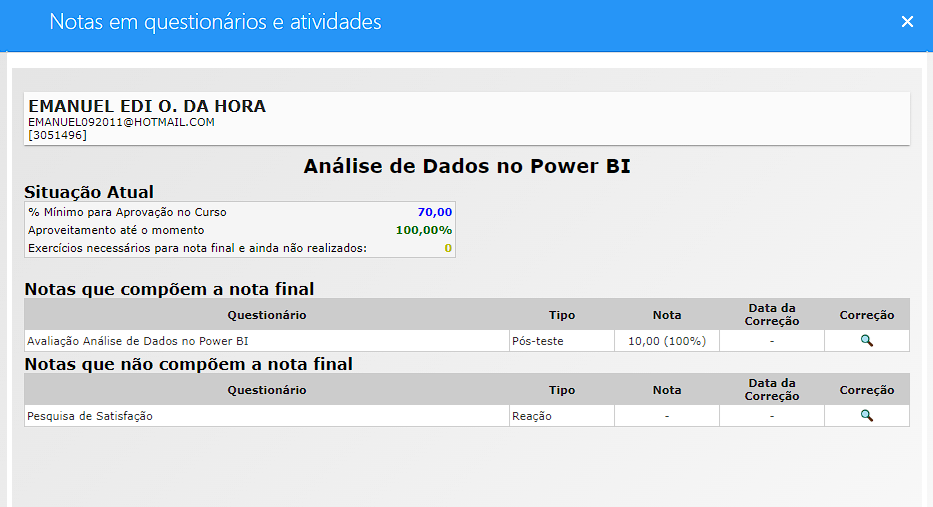 Notas em questionários e atividades ×
EMANUEL EDI O. DA HORA
EMANUEL092011@HOTMAIL.COM
[3051496]
Análise de Dados no Power BI
Situação Atual
% Mínimo para Aprovação no Curso 70,00
Aproveitamento até o momento 100,00%
Exercícios necessários para nota final e ainda não realizados: 0
Notas que compõem a nota final
Questionário Tipo Nota Data da Correção Correção
Avaliação Análise de Dados no Power BI Pós-teste 10,00 (100%) -
Notas que não compõem a nota final
Questionário Tipo Nota Data da Correção Correção
Pesquisa de Satisfação Reação - -